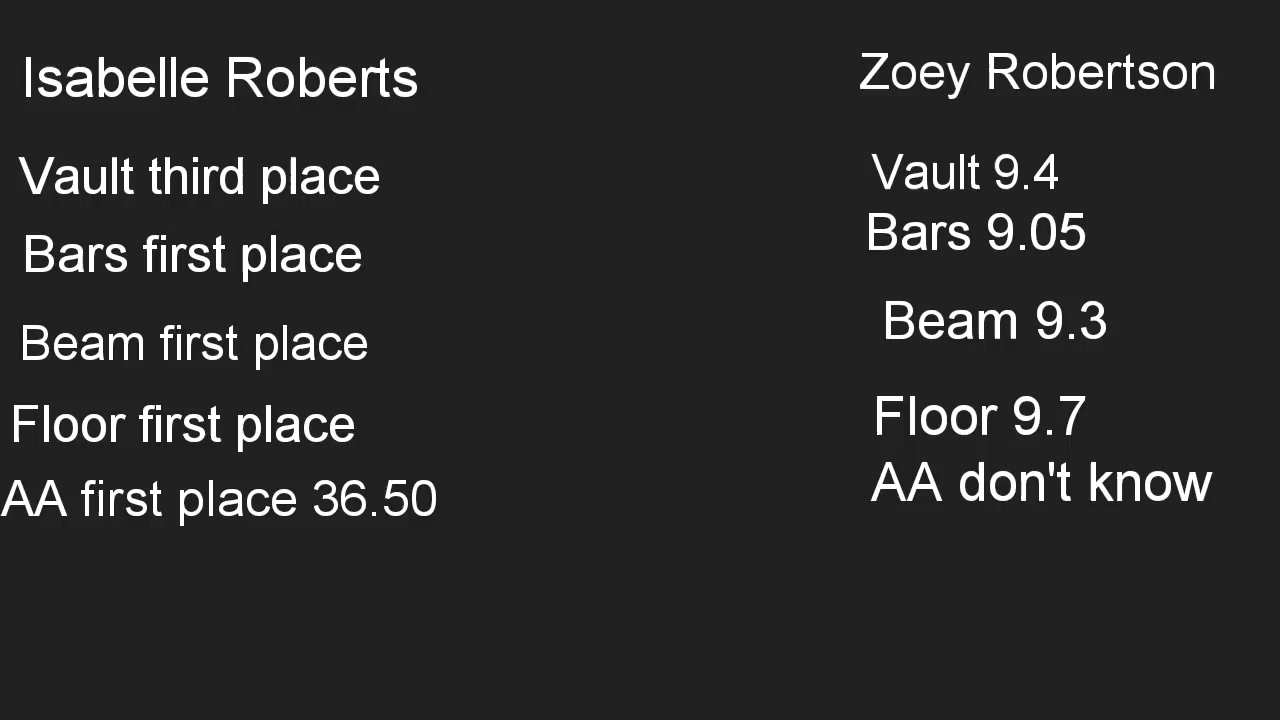 Isabelle Roberts
Vault third place
Bars first place
Beam first place
Floor first place
AA first place 36.50
Zoey Robertson
Vault 9.4
Bars 9.05
Beam 9.3
Floor 9.7
AA don't know